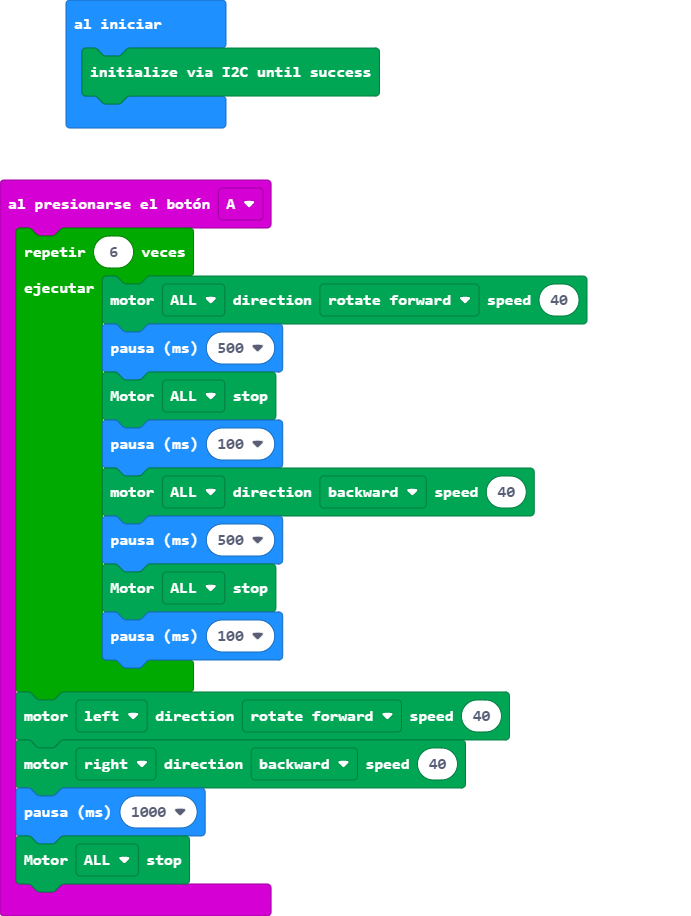 al iniciar
initialize via I2C until success
al presionarse el botón A
repetir 6 veces
ejecutar
motor ALL direction rotate forward speed 40
pausa (ms) 500
Motor ALL stop
pausa (ms) 100
motor ALL direction backward speed 40
pausa (ms) 500
Motor ALL stop
pausa (ms) 100
motor left direction rotate forward speed 40
motor right direction backward speed 40
pausa (ms) 1000
Motor ALL stop